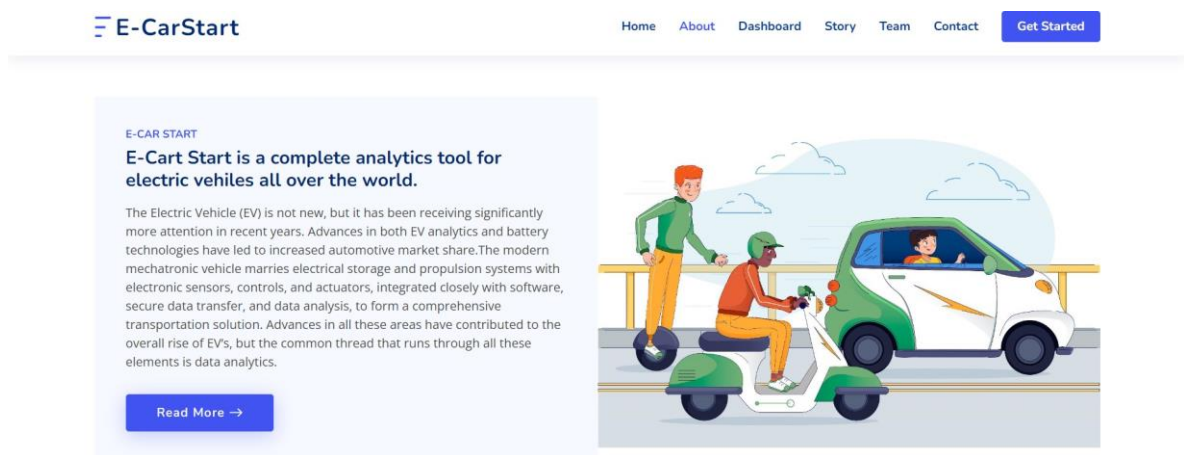 E-CarStart
Home About Dashboard Story Team Contact Get Started
E-CAR START
E-Cart Start is a complete analytics tool for
electric vehiles all over the world.
The Electric Vehicle (EV) is not new, but it has been receiving significantly
more attention in recent years. Advances in both EV analytics and battery
technologies have led to increased automotive market share.The modern
mechatronic vehicle marries electrical storage and propulsion systems with
electronic sensors, controls, and actuators, integrated closely with software,
secure data transfer, and data analysis, to form a comprehensive
transportation solution. Advances in all these areas have contributed to the
overall rise of EV's, but the common thread that runs through all these
elements is data analytics.
Read More →